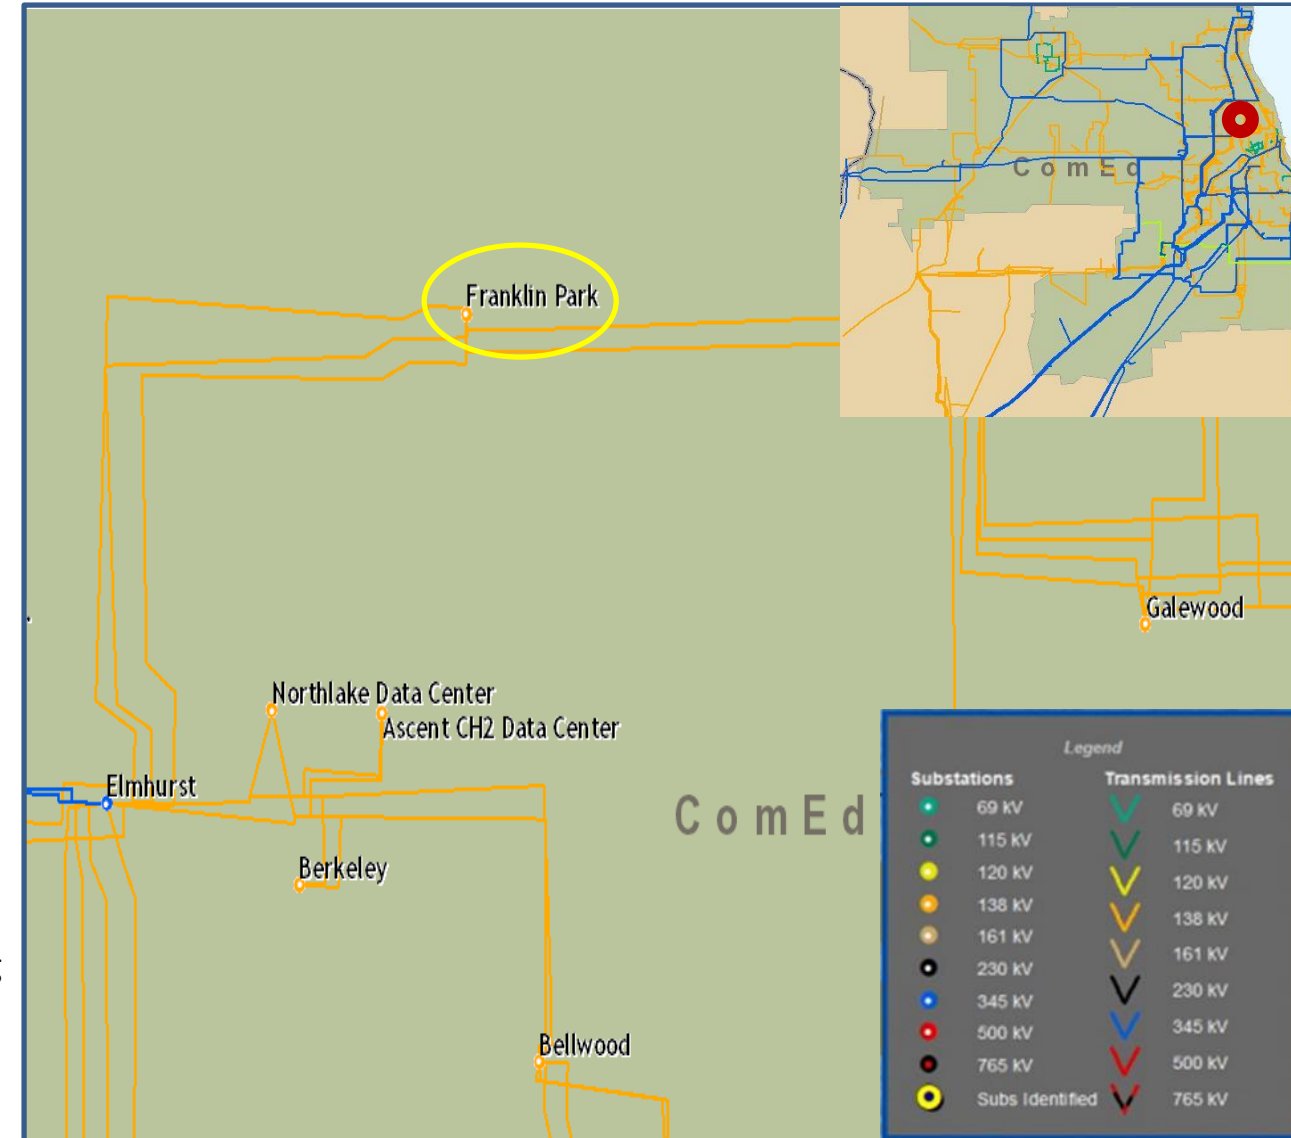 ComEd
Franklin Park
Galewood
Northlake Data Center
Ascent CH2 Data Center
Elmhurst
ComEd
Berkeley
Bellwood
Legend
Substations Transmission Lines
69 kV 69 kV
115 kV 115 kV
120 kV 120 kV
138 kV 138 kV
161 kV 161 kV
230 kV 230 kV
345 kV 345 kV
500 kV 500 kV
765 kV 765 kV
Subs Identified